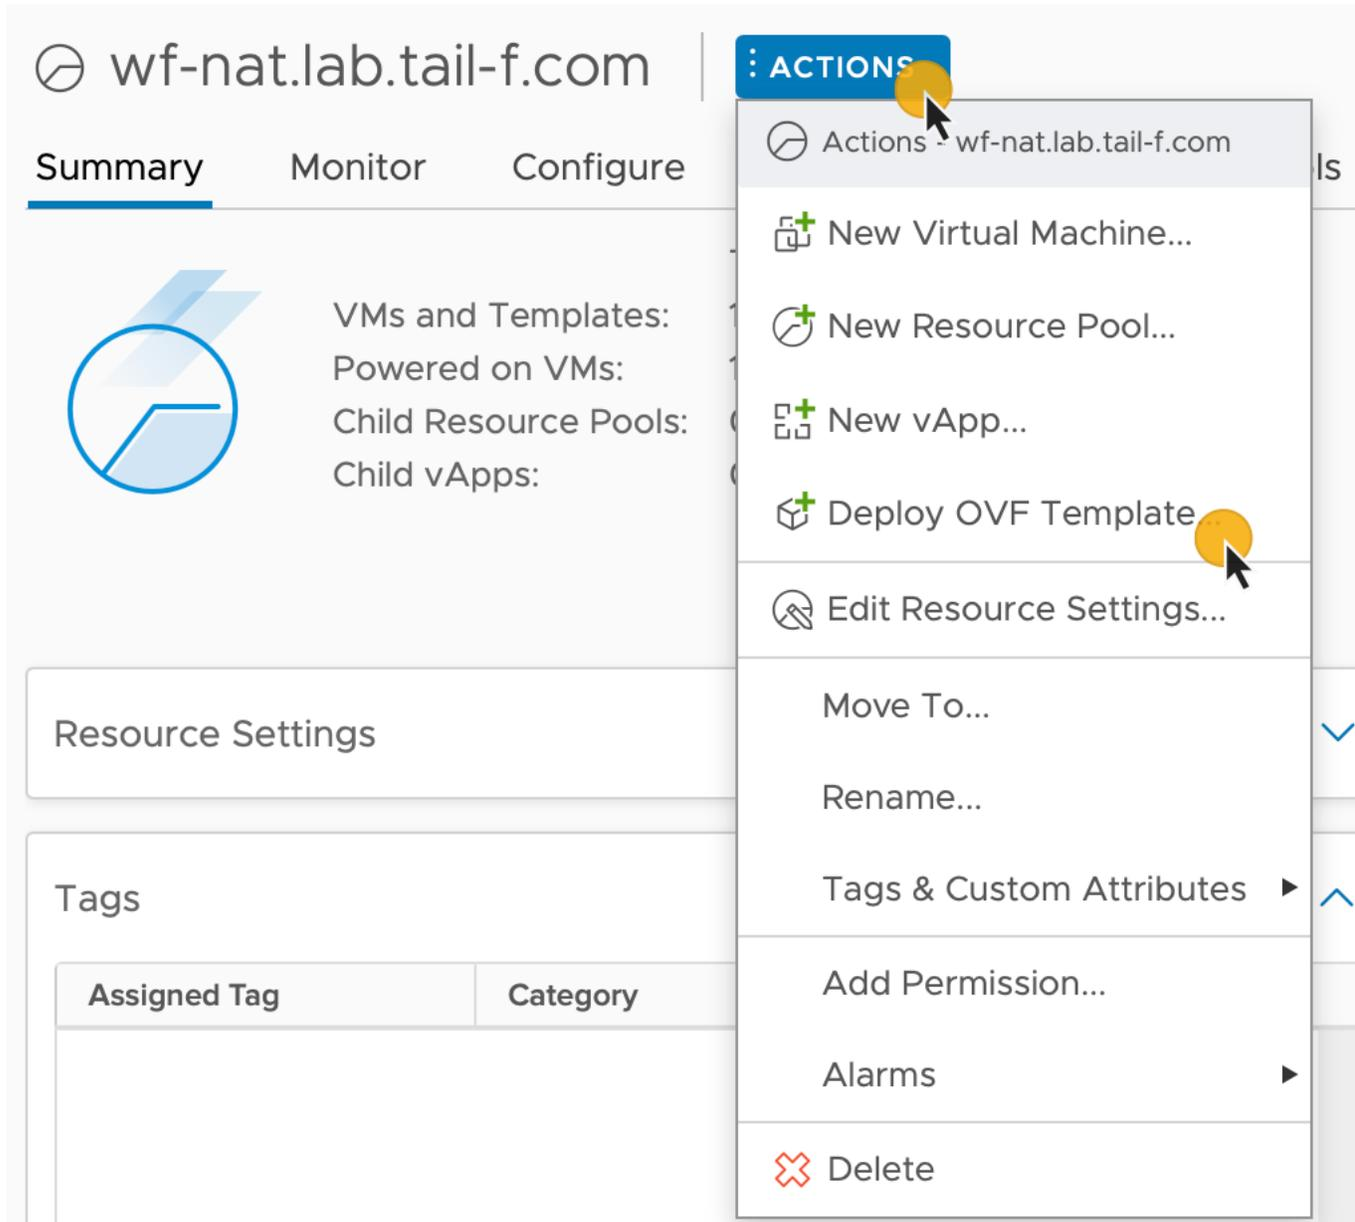 wf-nat.lab.tail-f.com
ACTIONS
Actions - wf-nat.lab.tail-f.com
Summary Monitor Configure
New Virtual Machine...
VMs and Templates:
New Resource Pool...
Powered on VMs:
Child Resource Pools:
New vApp...
Child vApps:
Deploy OVF Template...
Edit Resource Settings...
Move To...
Resource Settings
Rename...
Tags & Custom Attributes
Tags
Add Permission...
Assigned Tag Category
Alarms
Delete